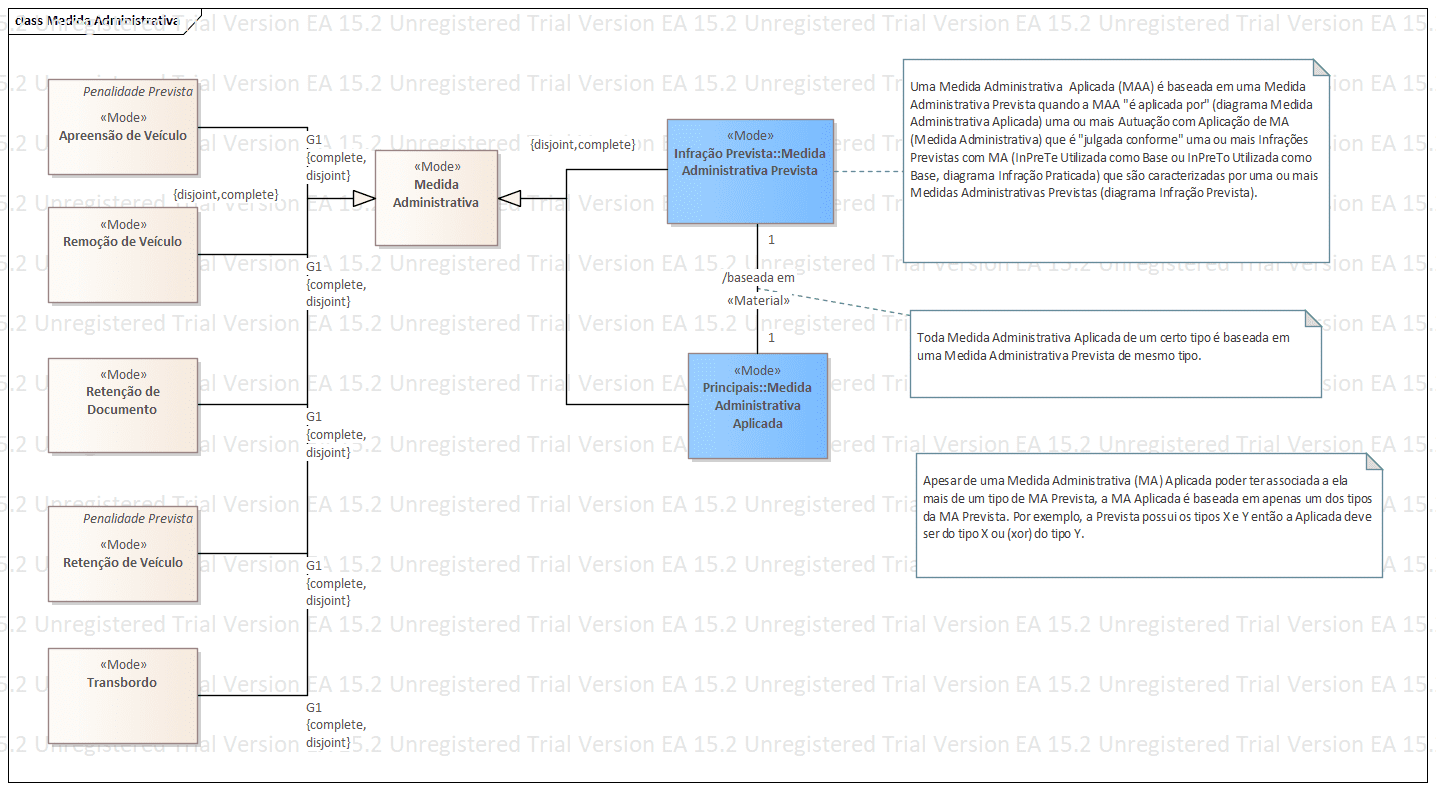 class Medida Administrativa
Penalidade Prevista
«Mode»
Apreensão de Veículo
G1
{complete,
disjoint}
{disjoint,complete}
«Mode»
Remoção de Veículo
G1
{complete,
disjoint}
«Mode»
Retenção de
Documento
G1
{complete,
disjoint}
Penalidade Prevista
«Mode»
Retenção de Veículo
G1
{complete,
disjoint}
«Mode»
Transbordo
G1
{complete,
disjoint}
«Mode»
Medida
Administrativa
{disjoint,complete}
«Mode»
Infração Prevista::Medida
Administrativa Prevista
1
/baseada em
«Material»
1
«Mode»
Principais::Medida
Administrativa
Aplicada
Uma Medida Administrativa  Aplicada (MAA) é baseada em uma Medida
Administrativa Prevista quando a MAA "é aplicada por" (diagrama Medida
Administrativa Aplicada) uma ou mais Autuação com Aplicação de MA
(Medida Administrativa) que é "julgada conforme" uma ou mais Infrações
Previstas com MA (InPreTe Utilizada como Base ou InPreTo Utilizada como
Base, diagrama Infração Praticada) que são caracterizadas por uma ou mais
Medidas Administrativas Previstas (diagrama Infração Prevista).
Toda Medida Administrativa Aplicada de um certo tipo é baseada em
uma Medida Administrativa Prevista de mesmo tipo.
Apesar de uma Medida Administrativa (MA) Aplicada poder ter associada a ela
mais de um tipo de MA Prevista, a MA Aplicada é baseada em apenas um dos tipos
da MA Prevista. Por exemplo, a Prevista possui os tipos X e Y então a Aplicada deve
ser do tipo X ou (xor) do tipo Y.
5.2 Unregistered Trial Version EA 15.2 Unregistered Trial Version EA 15.2 Unregistered Trial Version EA 15.2 Unregistered Trial Version EA 15.